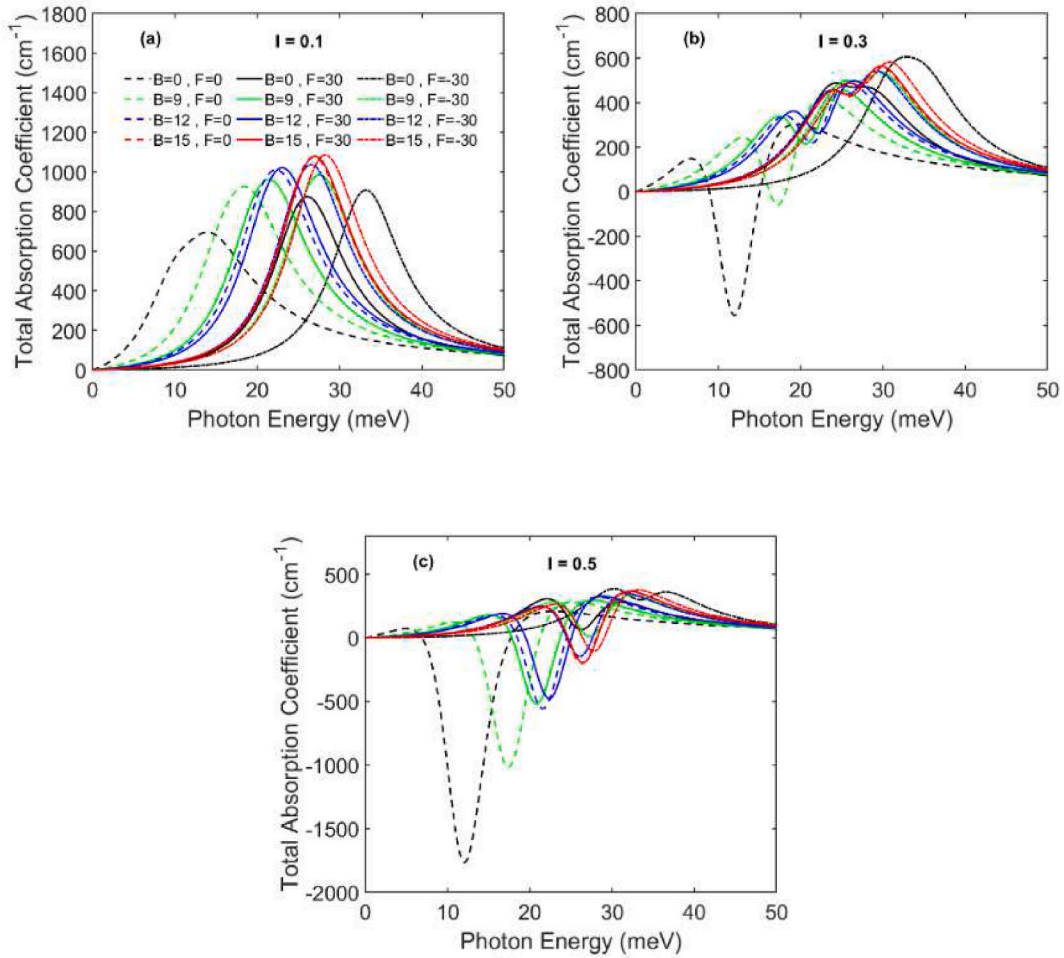 (a)
I = 0.1
B=0 , F=0 B=0 , F=30 B=0 , F=-30
B=9 , F=0 B=9 , F=30 B=9 , F=-30
B=12 , F=0 B=12 , F=30 B=12 , F=-30
B=15 , F=0 B=15 , F=30 B=15 , F=-30
Total Absorption Coefficient (cm⁻¹)
1800
1600
1400
1200
1000
800
600
400
200
0
0 10 20 30 40 50
Photon Energy (meV)
(b)
I = 0.3
Total Absorption Coefficient (cm⁻¹)
800
600
400
200
0
-200
-400
-600
-800
0 10 20 30 40 50
Photon Energy (meV)
(c)
I = 0.5
Total Absorption Coefficient (cm⁻¹)
500
0
-500
-1000
-1500
-2000
0 10 20 30 40 50
Photon Energy (meV)